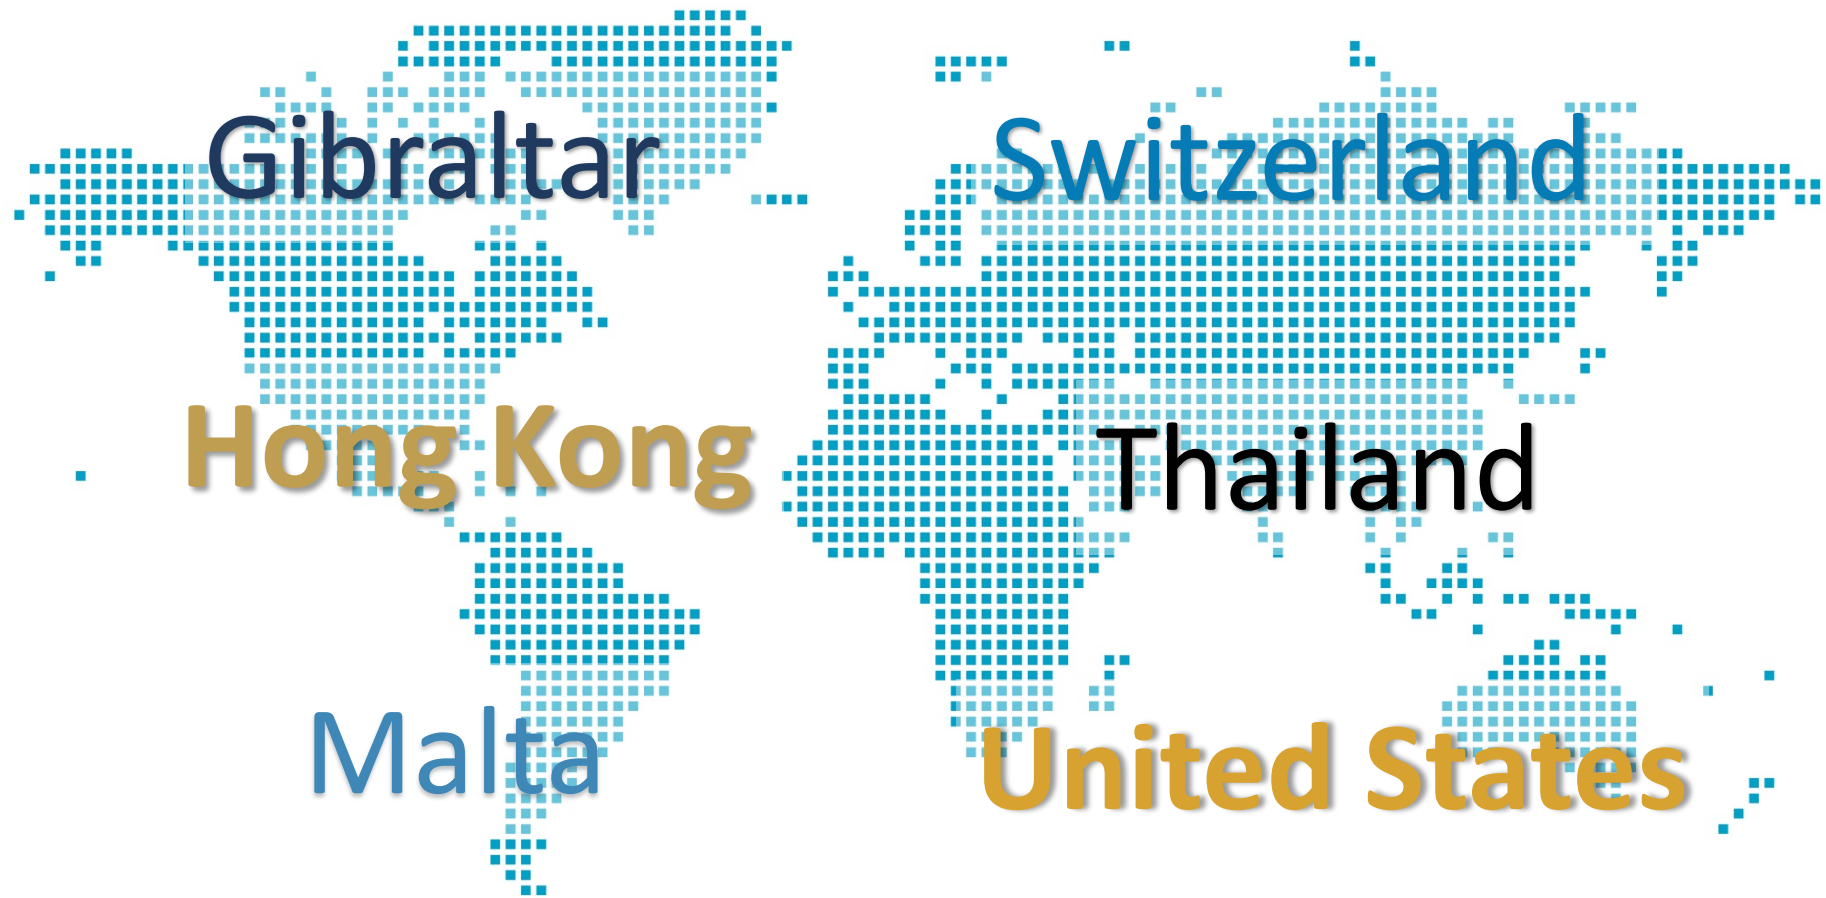 Gibraltar
Switzerland
Hong Kong
Thailand
Malta
United States